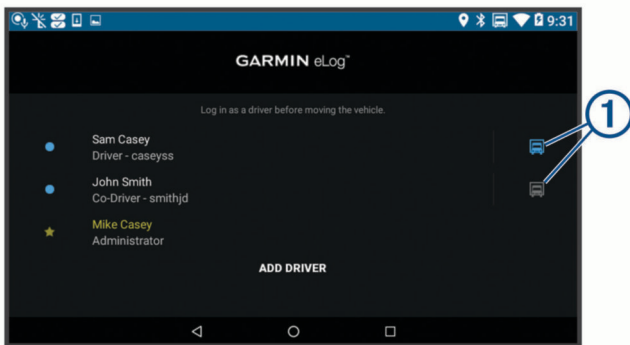 9:31
GARMIN eLog™
Log in as a driver before moving the vehicle.
Sam Casey
Driver - caseyss
John Smith
Co-Driver - smithjd
Mike Casey
Administrator
ADD DRIVER
1